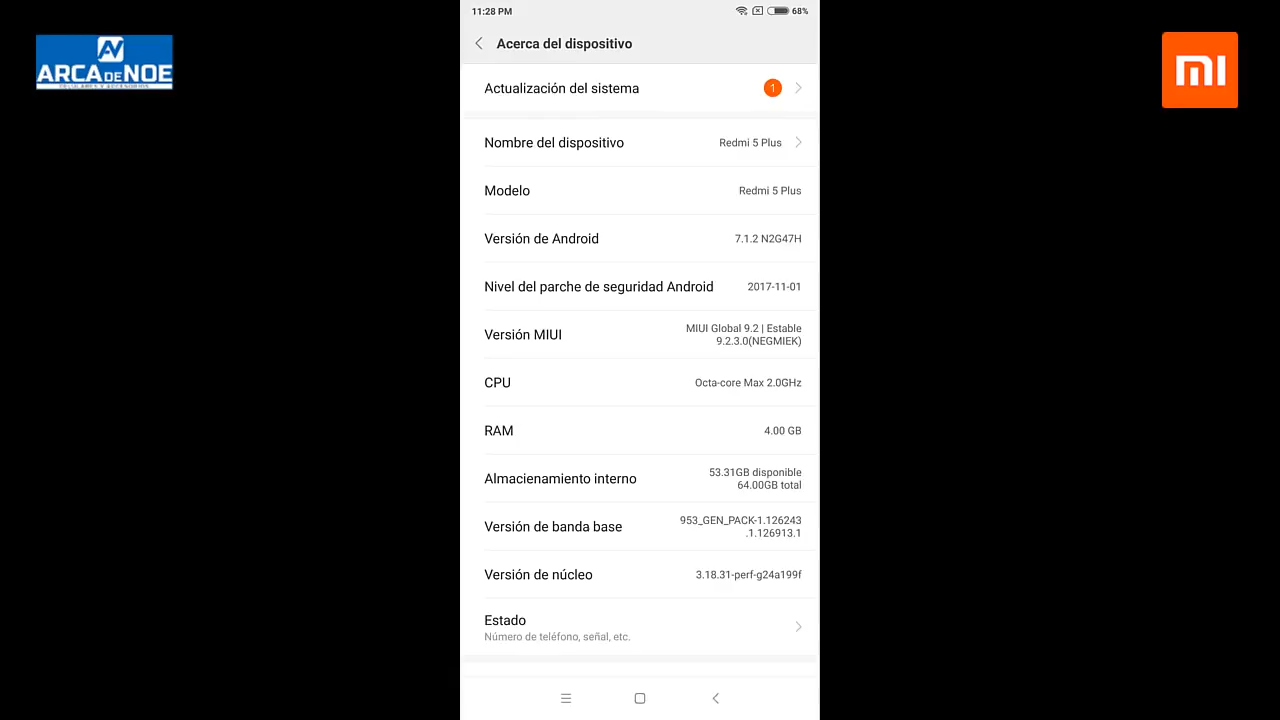 11:28 PM
68%
ARCA DE NOE
Acerca del dispositivo
Actualización del sistema 1
Nombre del dispositivo Redmi 5 Plus
Modelo Redmi 5 Plus
Versión de Android 7.1.2 N2G47H
Nivel del parche de seguridad Android 2017-11-01
Versión MIUI MIUI Global 9.2 | Estable
9.2.3.0(NEGMIEK)
CPU Octa-core Max 2.0GHz
RAM 4.00 GB
Almacienamiento interno 53.31GB disponible
64.00GB total
Versión de banda base 953_GEN_PACK-1.126243
.1.126913.1
Versión de núcleo 3.18.31-perf-g24a199f
Estado
Número de teléfono, señal, etc.